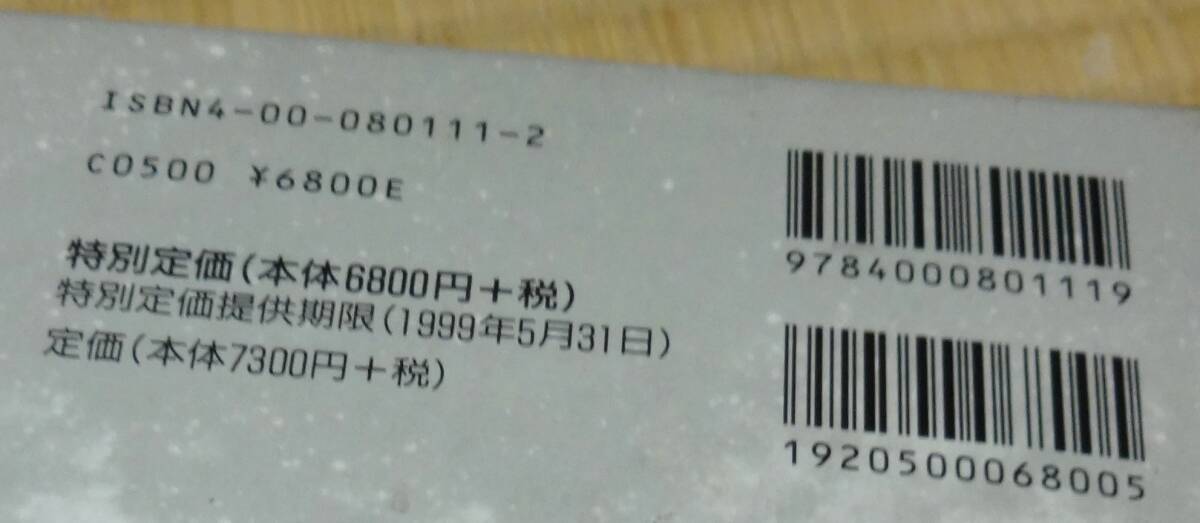 ISBN4-00-080111-2
C0500 ¥6800E
特別定価(本体6800円+税)
特別定価提供期限(1999年5月31日)
定価(本体7300円+税)
9784000801119
1920500068005